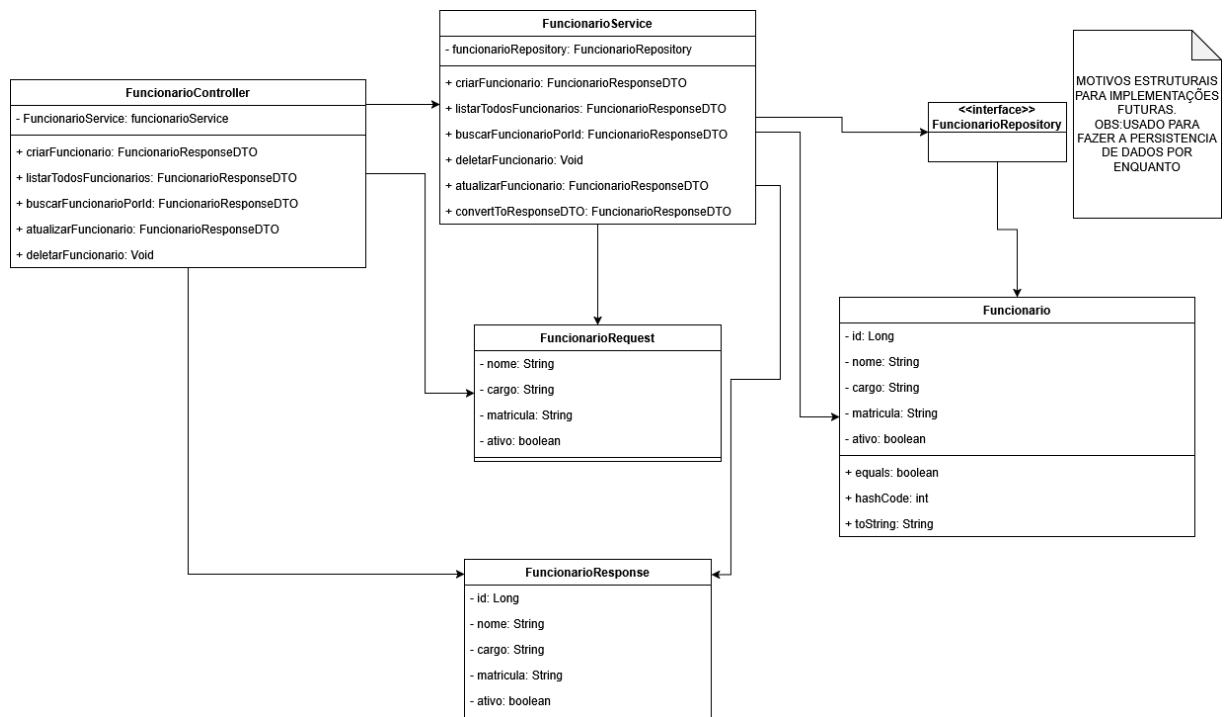 FuncionarioService
- funcionarioRepository: FuncionarioRepository
+ criarFuncionario: FuncionarioResponseDTO
+ listarTodosFuncionarios: FuncionarioResponseDTO
+ buscarFuncionarioPorId: FuncionarioResponseDTO
+ deletarFuncionario: Void
+ atualizarFuncionario: FuncionarioResponseDTO
+ convertToResponseDTO: FuncionarioResponseDTO
FuncionarioController
- FuncionarioService: funcionarioService
+ criarFuncionario: FuncionarioResponseDTO
+ listarTodosFuncionarios: FuncionarioResponseDTO
+ buscarFuncionarioPorId: FuncionarioResponseDTO
+ atualizarFuncionario: FuncionarioResponseDTO
+ deletarFuncionario: Void
<<interface>>
FuncionarioRepository
MOTIVOS ESTRUTURAIS
PARA IMPLEMENTAÇÕES
FUTURAS.
OBS:USADO PARA
FAZER A PERSISTENCIA
DE DADOS POR
ENQUANTO
FuncionarioRequest
- nome: String
- cargo: String
- matricula: String
- ativo: boolean
Funcionario
- id: Long
- nome: String
- cargo: String
- matricula: String
- ativo: boolean
+ equals: boolean
+ hashCode: int
+ toString: String
FuncionarioResponse
- id: Long
- nome: String
- cargo: String
- matricula: String
- ativo: boolean